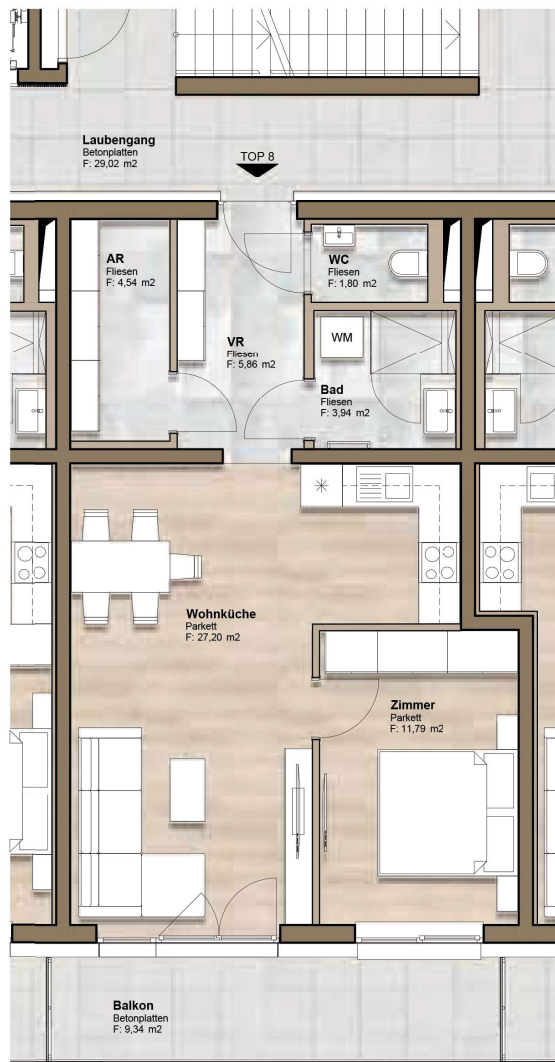 Laubengang
Betonplatten
F: 29,02 m2
TOP 8
AR
Fliesen
F: 4,54 m2
WC
Fliesen
F: 1,80 m2
VR
Fliesen
F: 5,86 m2
WM
Bad
Fliesen
F: 3,94 m2
Wohnküche
Parkett
F: 27,20 m2
Zimmer
Parkett
F: 11,79 m2
Balkon
Betonplatten
F: 9,34 m2